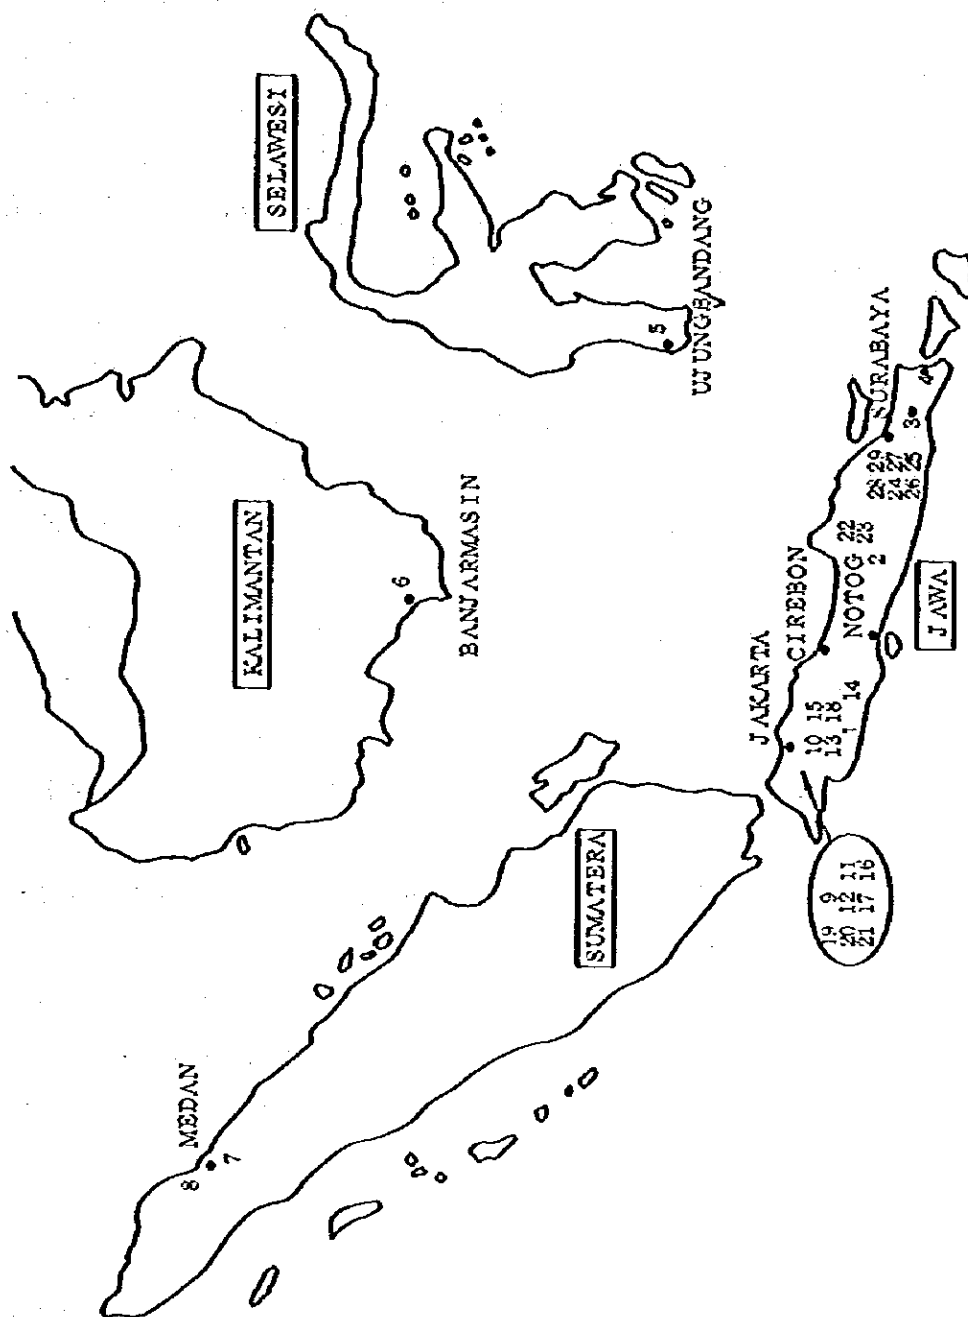 8
MEDAN
7
KALIMANTAN
SELAWESI
6
BANJARMASIN
SUMATERA
5
UJUNGBANDANG
JAKARTA
CIREBON
SURABAYA
10 15
13 18
1 14
NOTOG
22
23
2
28 29
24 27
26 25
3
4
19 9
20 12 11
21 17 16
JAWA